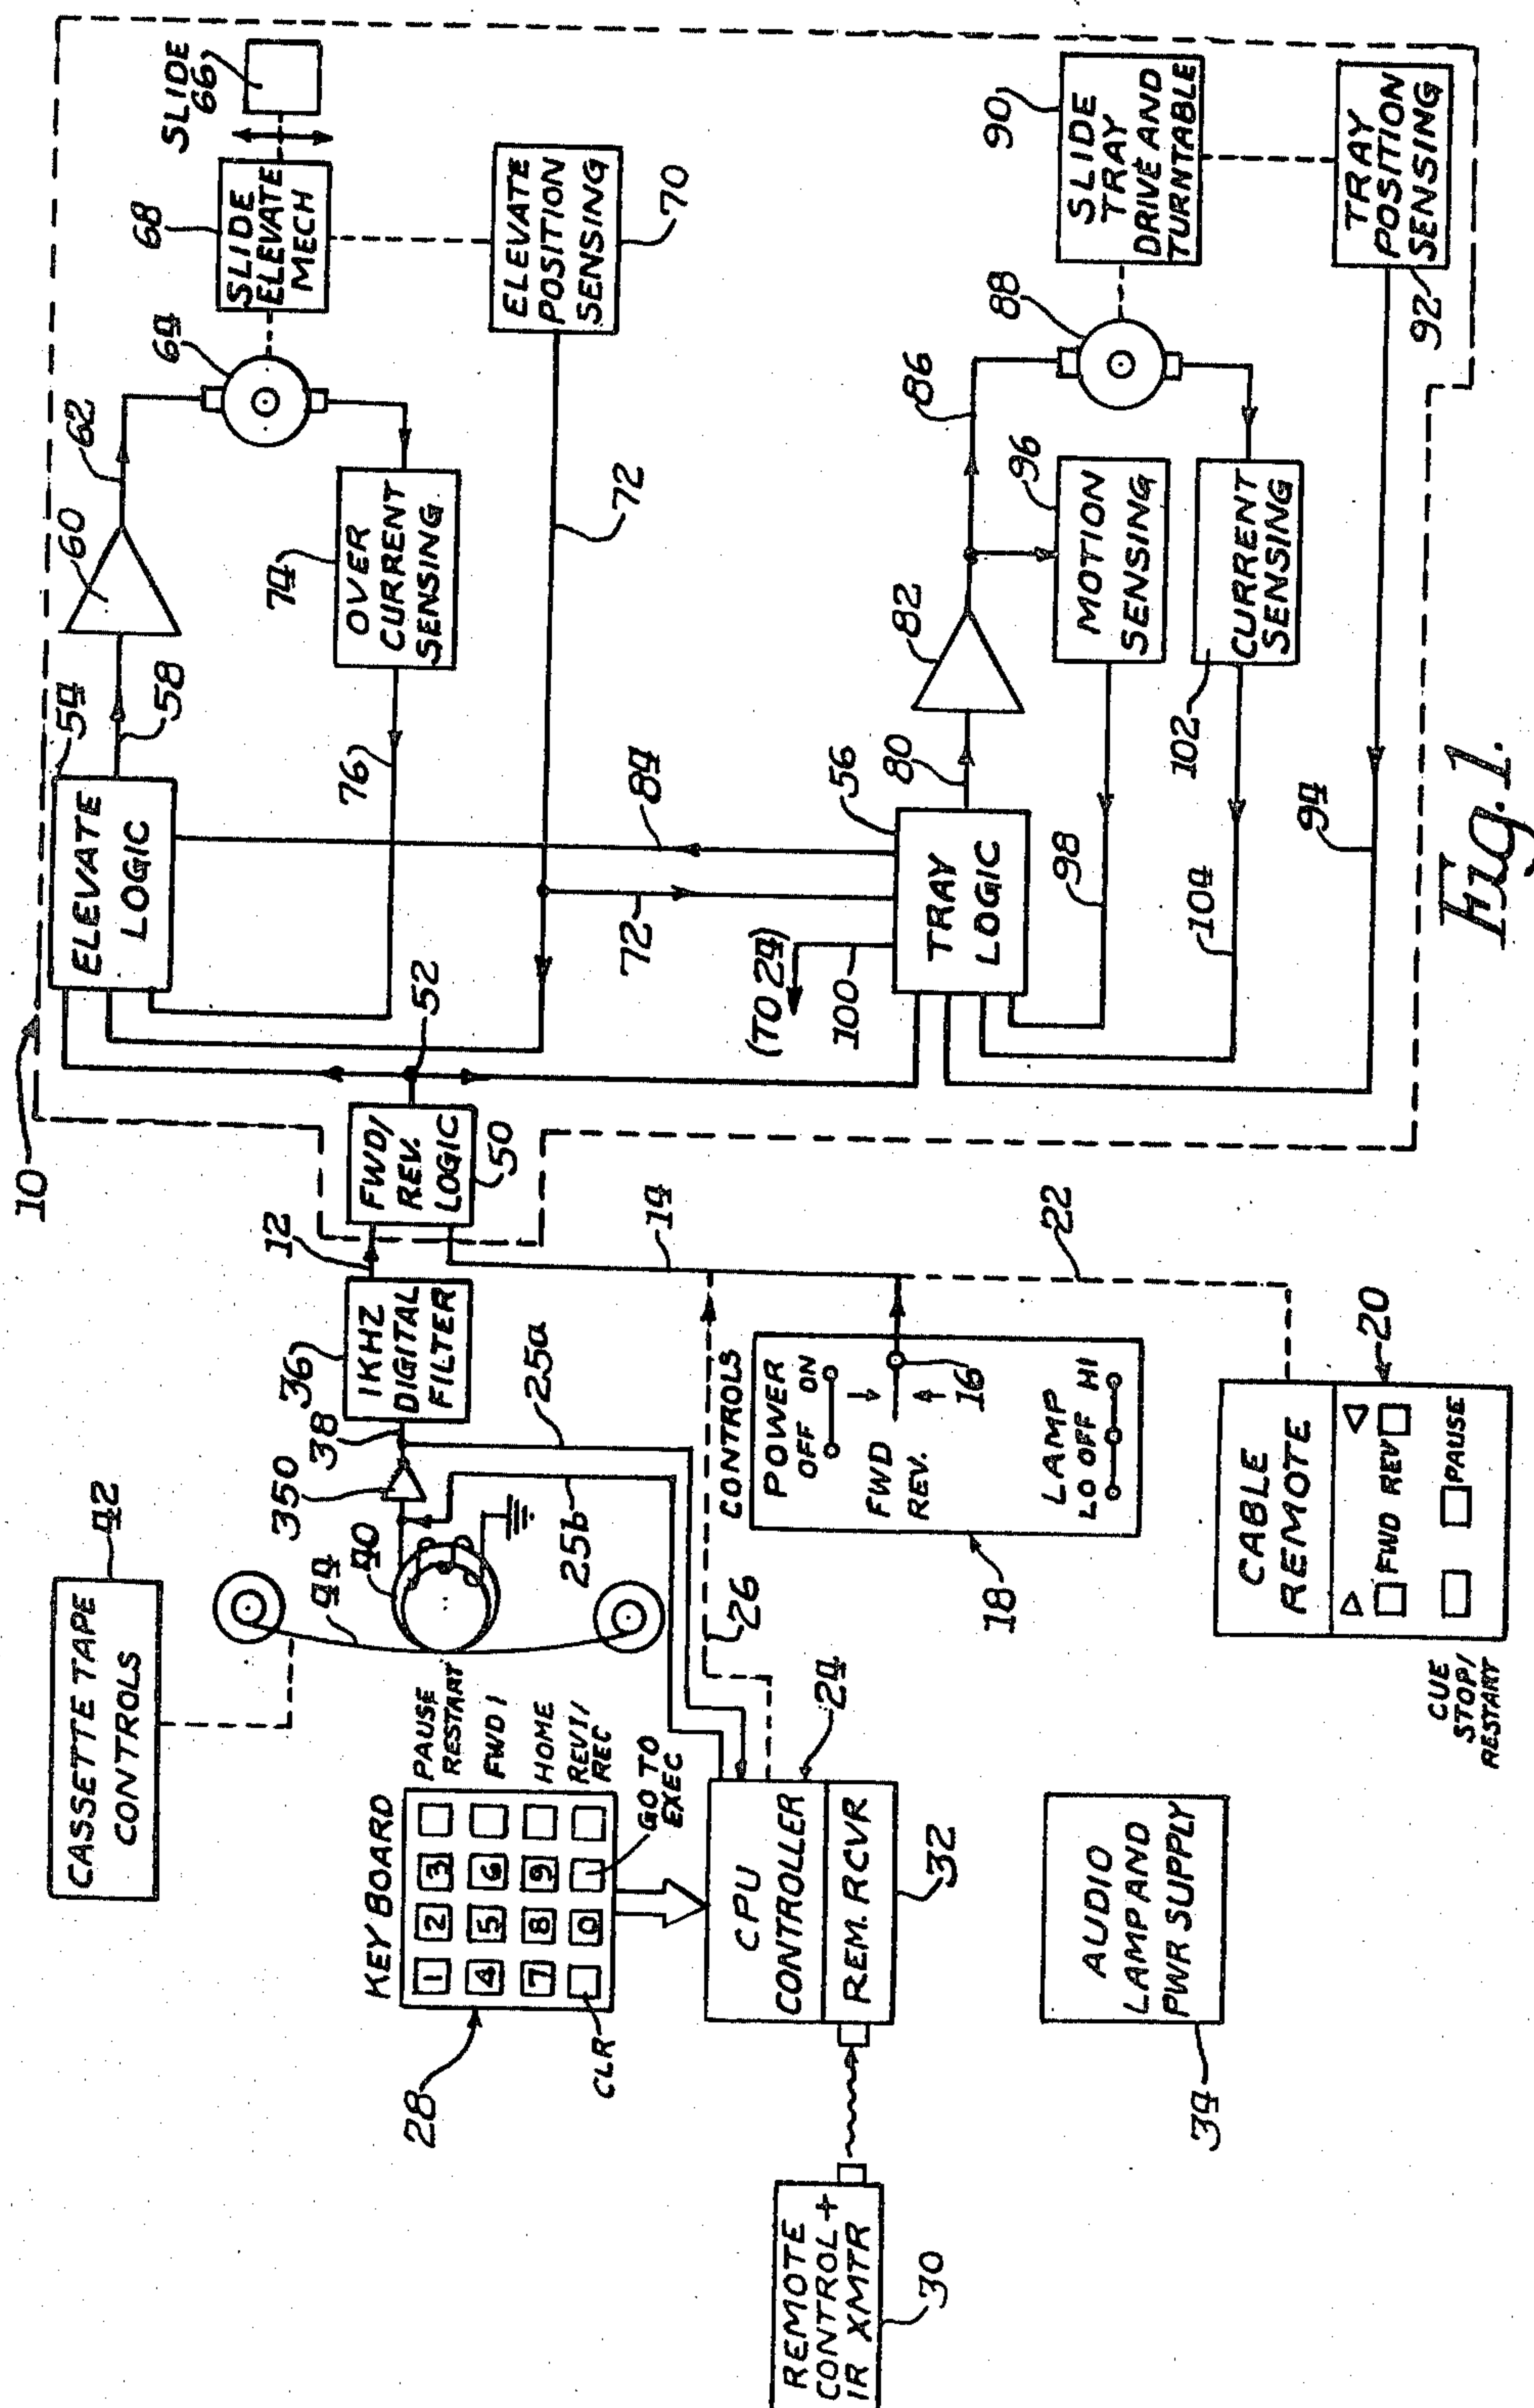 CASSETTE TAPE
CONTROLS
42
KEY BOARD
1
2
3
4
5
6
7
8
9
0
PAUSE
RESTART
FWD 1
HOME
REV1/
REC
GO TO
EXEC
CLR
28
44
40
350
38
36
1KHZ
DIGITAL
FILTER
12
25a
25b
CPU
CONTROLLER
24
REM. RCVR
32
REMOTE
CONTROL +
IR XMTR
30
AUDIO
LAMP AND
PWR SUPPLY
34
26
CONTROLS
POWER
OFF ON
FWD
REV.
16
LAMP
LO OFF HI
18
14
22
CABLE
REMOTE
FWD REV
PAUSE
CUE
STOP/
RESTART
20
10
FWD/
REV.
LOGIC
50
52
ELEVATE
LOGIC
54
58
60
62
64
SLIDE
ELEVATE
MECH
68
SLIDE
66
OVER
CURRENT
SENSING
74
76
ELEVATE
POSITION
SENSING
70
72
72
84
(TO 24)
100
TRAY
LOGIC
56
80
82
86
88
SLIDE
TRAY
DRIVE AND
TURNTABLE
90
MOTION
SENSING
96
98
CURRENT
SENSING
102
104
TRAY
POSITION
SENSING
92
94
Fig. 1.